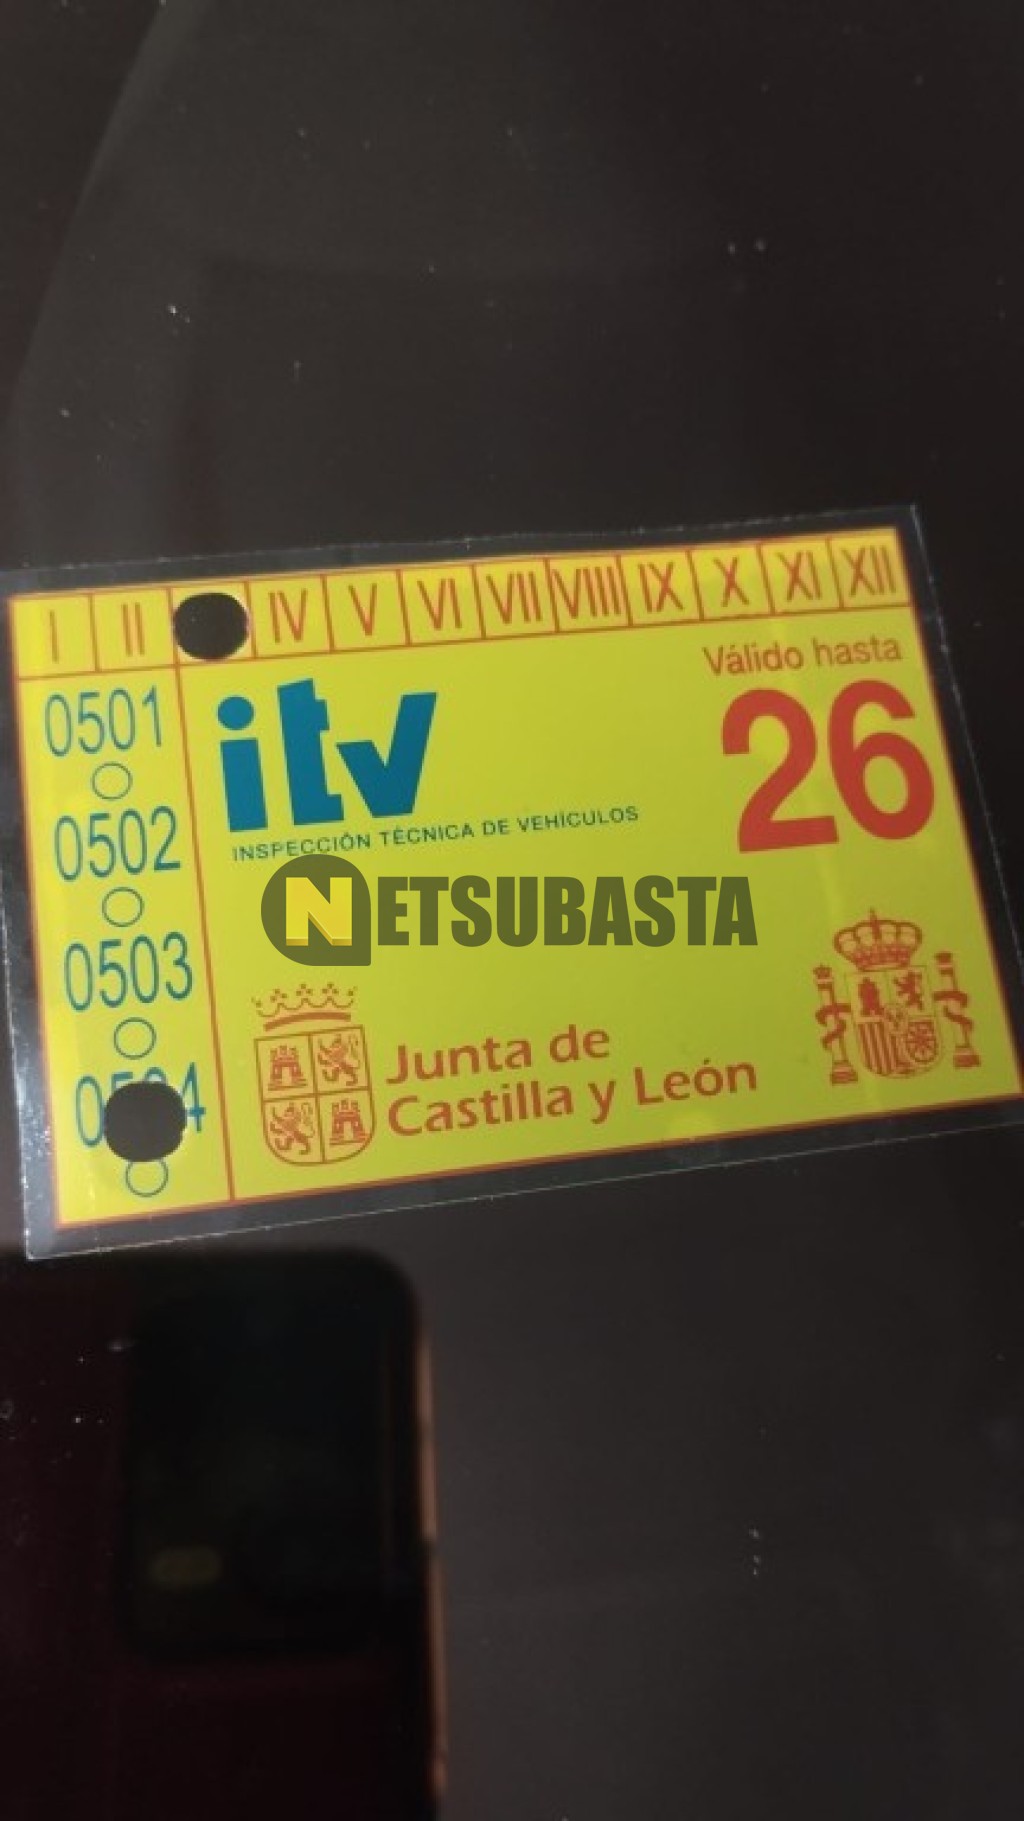 I II IV V VI VII VIII IX X XI XII
Válido hasta
26
itv
INSPECCIÓN TÉCNICA DE VEHÍCULOS
0501
0502
0503
NETSUBASTA
Junta de
Castilla y León